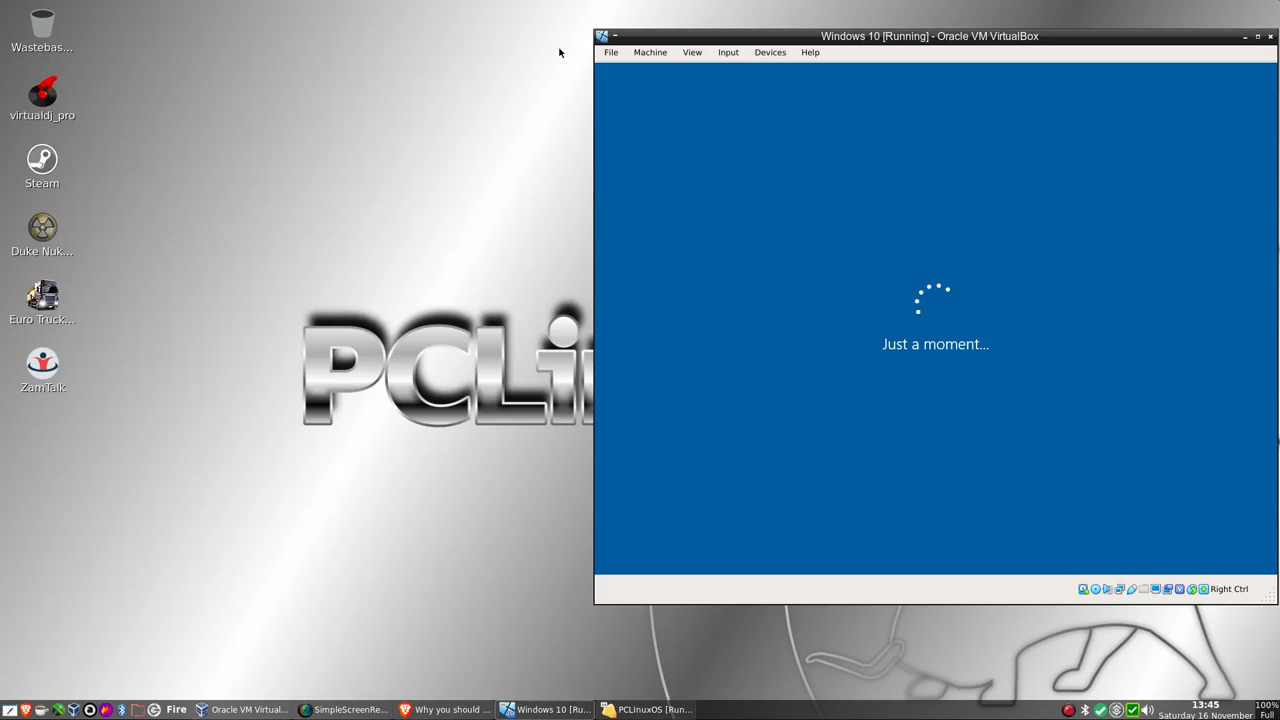 Wastebas...
virtualdj_pro
Steam
Duke Nuk...
Euro Truck...
ZamTalk
PCLi
Windows 10 [Running] - Oracle VM VirtualBox
File Machine View Input Devices Help
Just a moment...
Right Ctrl
Fire
Oracle VM Virtual...
SimpleScreenRe...
Why you should ...
Windows 10 [Ru...
PCLInuxOS [Run...
13:45
Saturday 16 November
100%
Full